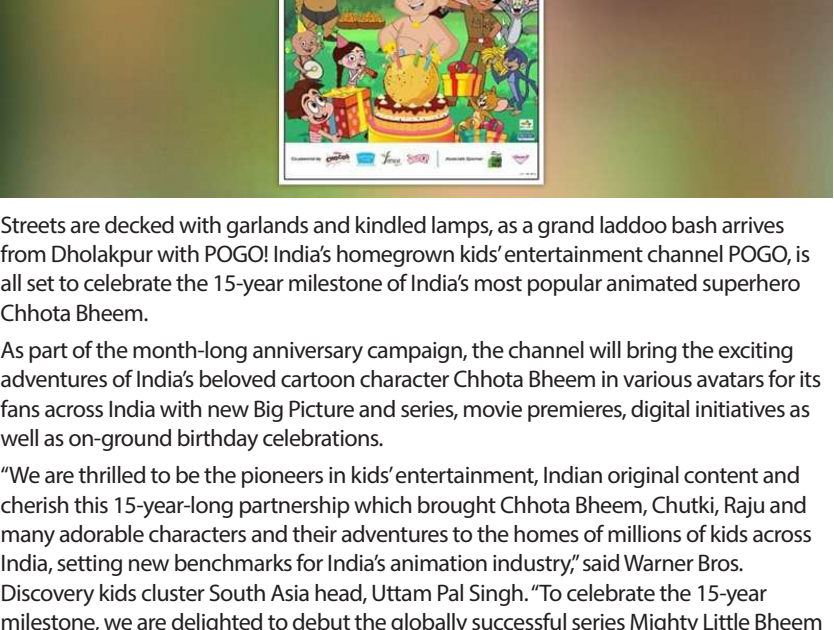 Co-powered by CHOCOS
Streets are decked with garlands and kindled lamps, as a grand laddoo bash arrives
from Dholakpur with POGO! India's homegrown kids' entertainment channel POGO, is
all set to celebrate the 15-year milestone of India's most popular animated superhero
Chhota Bheem.
As part of the month-long anniversary campaign, the channel will bring the exciting
adventures of India's beloved cartoon character Chhota Bheem in various avatars for its
fans across India with new Big Picture and series, movie premieres, digital initiatives as
well as on-ground birthday celebrations.
“We are thrilled to be the pioneers in kids' entertainment, Indian original content and
cherish this 15-year-long partnership which brought Chhota Bheem, Chutki, Raju and
many adorable characters and their adventures to the homes of millions of kids across
India, setting new benchmarks for India's animation industry,” said Warner Bros.
Discovery kids cluster South Asia head, Uttam Pal Singh. “To celebrate the 15-year
milestone, we are delighted to debut the globally successful series Mighty Little Bheem